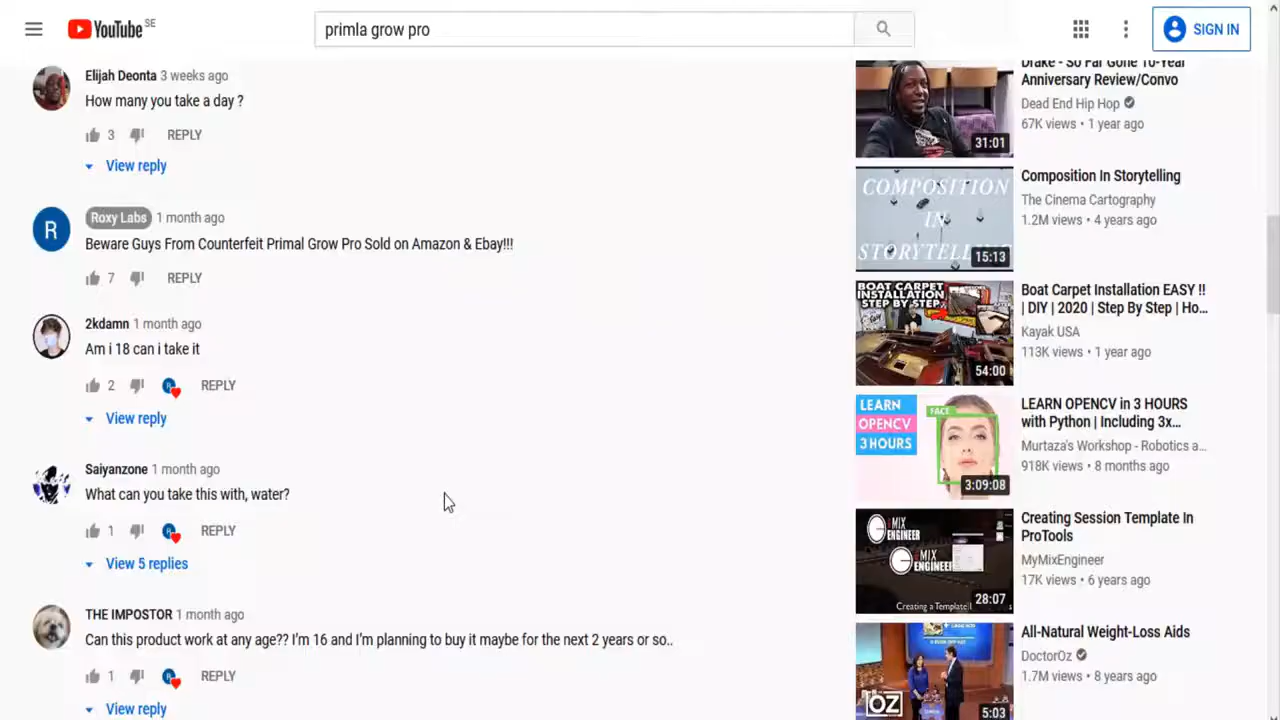 YouTube SE
primla grow pro
SIGN IN
Elijah Deonta 3 weeks ago
How many you take a day ?
3 REPLY
View reply
R
Roxy Labs 1 month ago
Beware Guys From Counterfeit Primal Grow Pro Sold on Amazon & Ebay!!!
7 REPLY
2kdamn 1 month ago
Am i 18 can i take it
2 REPLY
View reply
Saiyanzone 1 month ago
What can you take this with, water?
1 REPLY
View 5 replies
THE IMPOSTOR 1 month ago
Can this product work at any age?? I'm 16 and I'm planning to buy it maybe for the next 2 years or so..
1 REPLY
View reply
Drake - So Far Gone 10-Year
Anniversary Review/Convo
Dead End Hip Hop
67K views • 1 year ago
31:01
COMPOSITION
IN
STORYTELL
15:13
Composition In Storytelling
The Cinema Cartography
1.2M views • 4 years ago
BOAT CARPET
INSTALLATION
STEP BY STEP
54:00
Boat Carpet Installation EASY !!
| DIY | 2020 | Step By Step | Ho...
Kayak USA
113K views • 1 year ago
LEARN
OPENCV
3 HOURS
FACE
3:09:08
LEARN OPENCV in 3 HOURS
with Python | Including 3x...
Murtaza's Workshop - Robotics a...
918K views • 8 months ago
MIX
ENGINEER
MIX
ENGINEE
Creating a Template
28:07
Creating Session Template In
ProTools
MyMixEngineer
17K views • 6 years ago
OZ
5:03
All-Natural Weight-Loss Aids
DoctorOz
1.7M views • 8 years ago